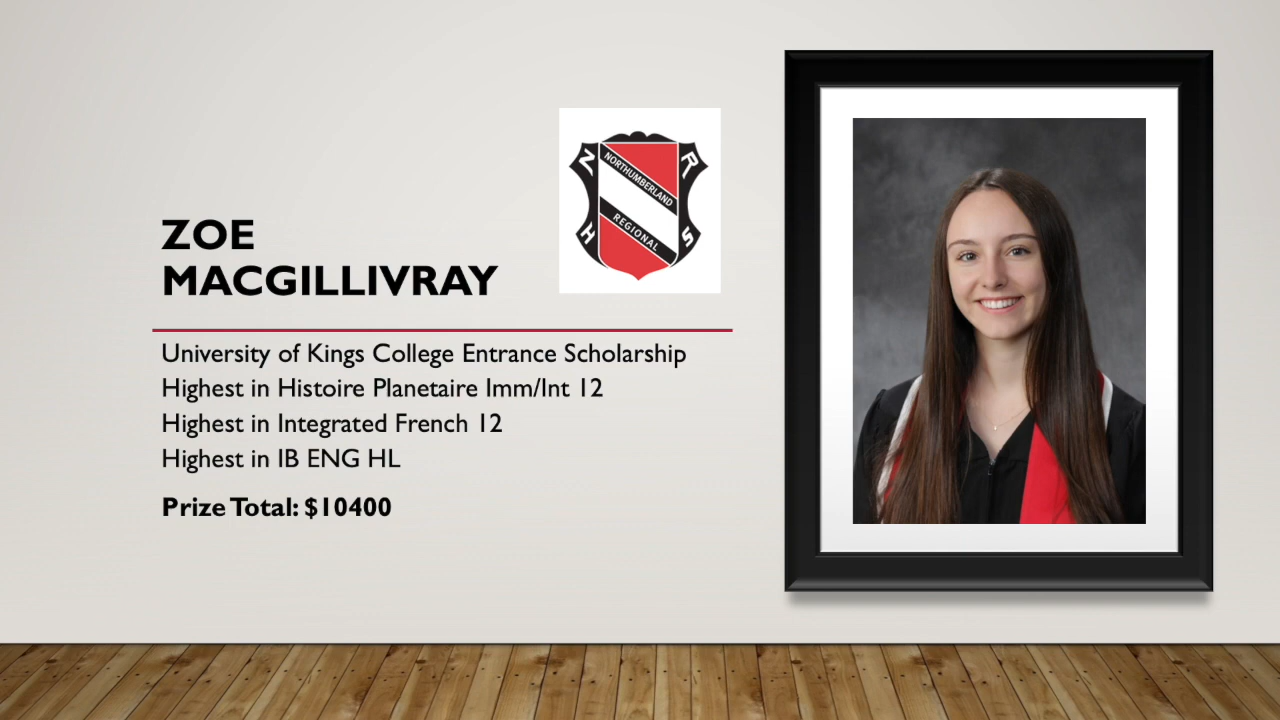 ZOE
MACGILLIVRAY
N R H S
NORTHUMBERLAND
REGIONAL
University of Kings College Entrance Scholarship
Highest in Histoire Planetaire Imm/Int 12
Highest in Integrated French 12
Highest in IB ENG HL
Prize Total: $10400